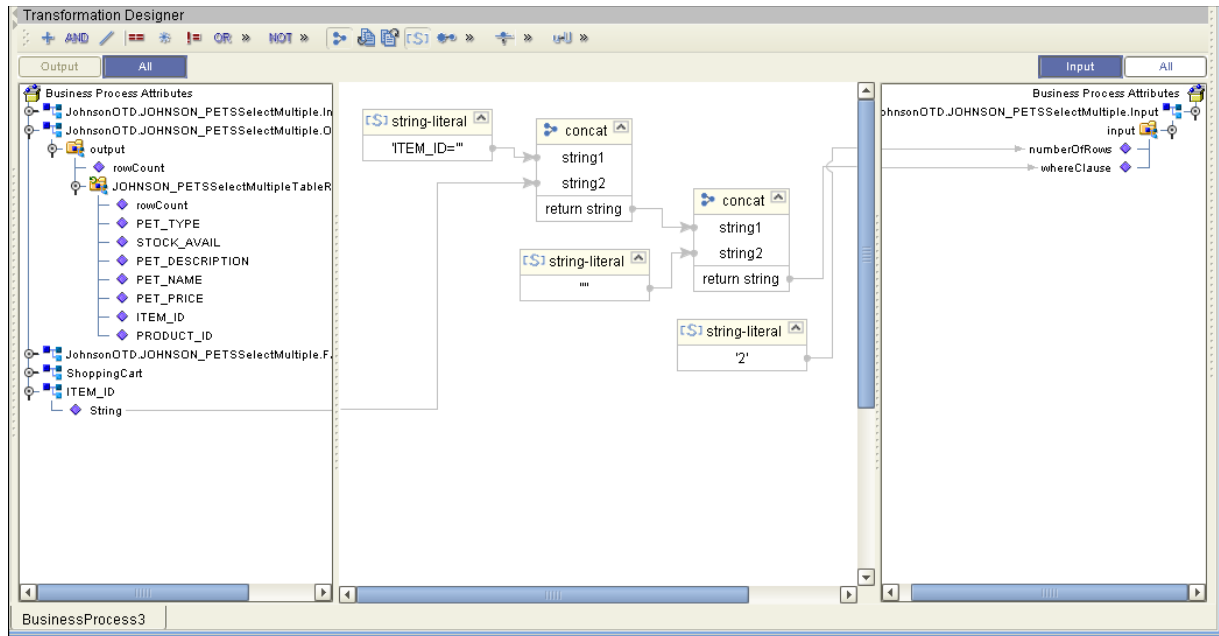 Transformation Designer
AND == != OR » NOT » [S] » » »
Output All
Input All
Business Process Attributes
JohnsonOTD.JOHNSON_PETSSelectMultiple.In
JohnsonOTD.JOHNSON_PETSSelectMultiple.O
output
rowCount
JOHNSON_PETSSelectMultipleTableR
rowCount
PET_TYPE
STOCK_AVAIL
PET_DESCRIPTION
PET_NAME
PET_PRICE
ITEM_ID
PRODUCT_ID
JohnsonOTD.JOHNSON_PETSSelectMultiple.F
ShoppingCart
ITEM_ID
String
[S] string-literal
'ITEM_ID="'
concat
string1
string2
return string
[S] string-literal
""
concat
string1
string2
return string
[S] string-literal
'2'
Business Process Attributes
ohnsonOTD.JOHNSON_PETSSelectMultiple.Input
input
numberOfRows
whereClause
BusinessProcess3